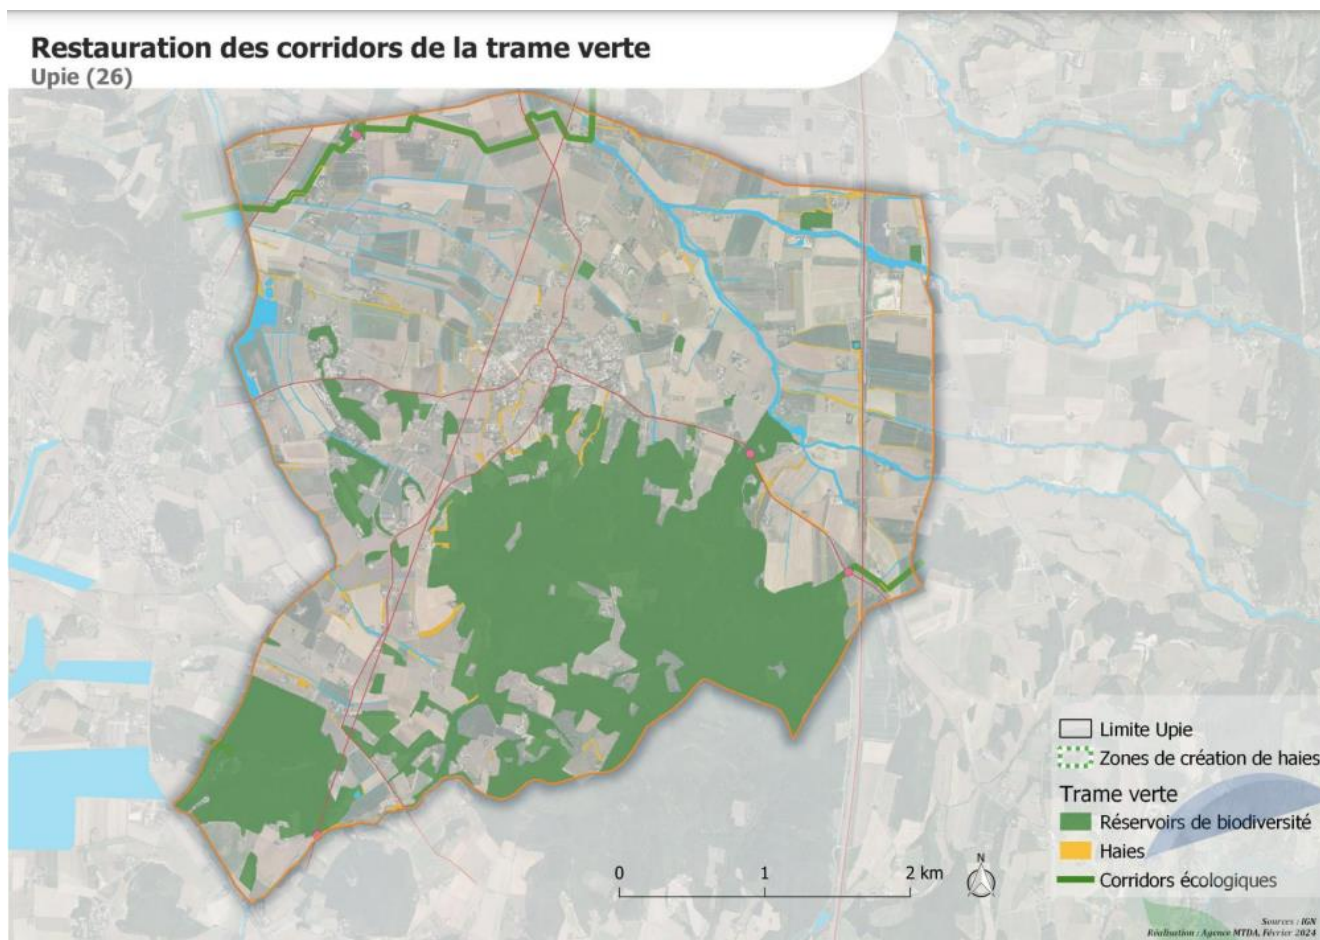 Restauration des corridors de la trame verte
Upie (26)
Limite Upie
Zones de création de haies
Trame verte
Réservoirs de biodiversité
Haies
Corridors écologiques
N
0 1 2 km
Sources : IGN
Réalisation : Agence MTDA, Février 2024